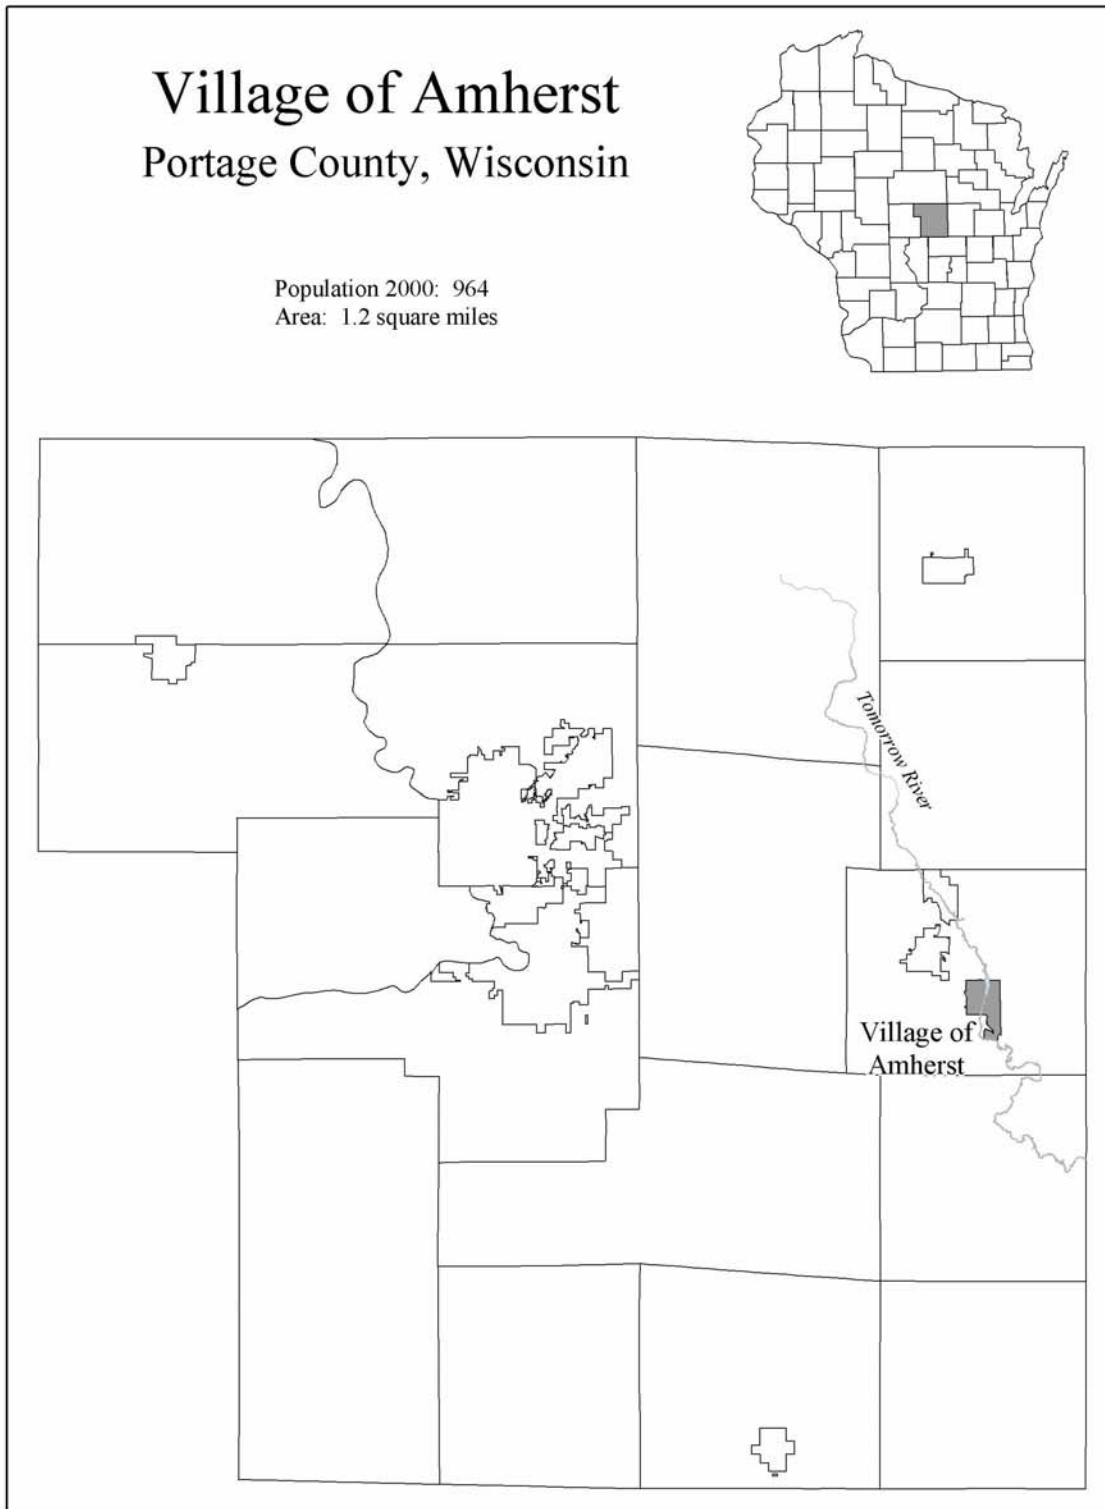 Village of Amherst
Portage County, Wisconsin
Population 2000:  964
Area:  1.2 square miles
Tomorrow River
Village of
Amherst